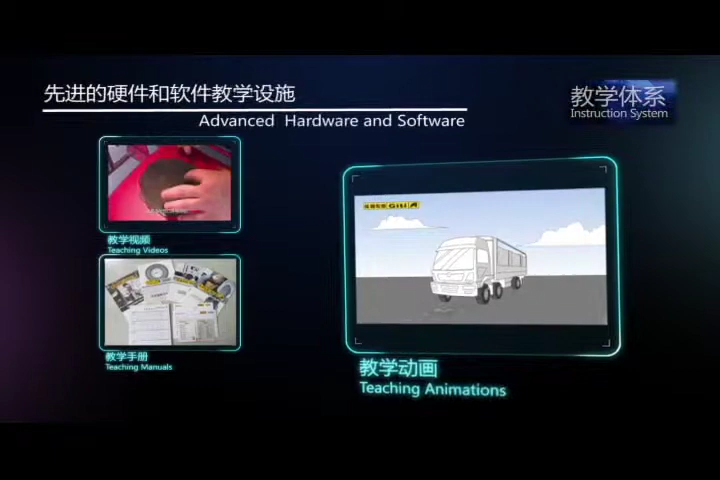 先进的硬件和软件教学设施
Advanced Hardware and Software
教学体系
Instruction System
教学视频
Teaching Videos
教学手册
Teaching Manuals
Giti
教学动画
Teaching Animations